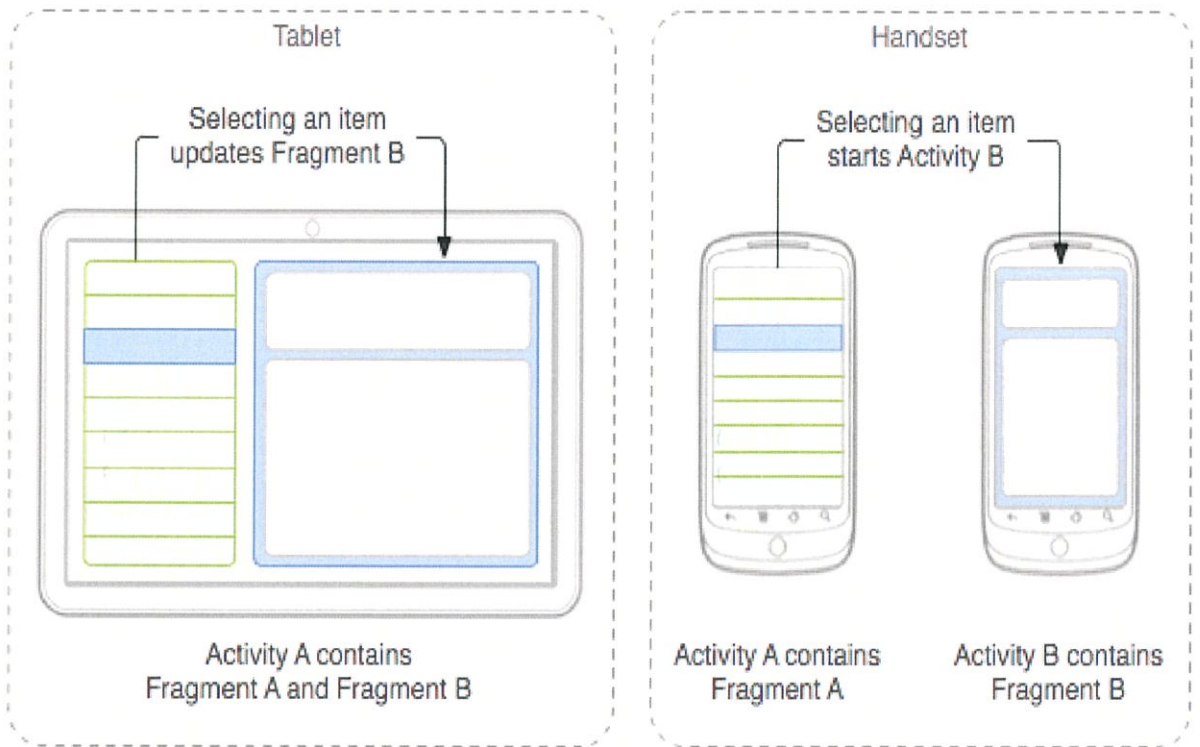 Tablet
Selecting an item
updates Fragment B
Activity A contains
Fragment A and Fragment B
Handset
Selecting an item
starts Activity B
Activity A contains
Fragment A
Activity B contains
Fragment B